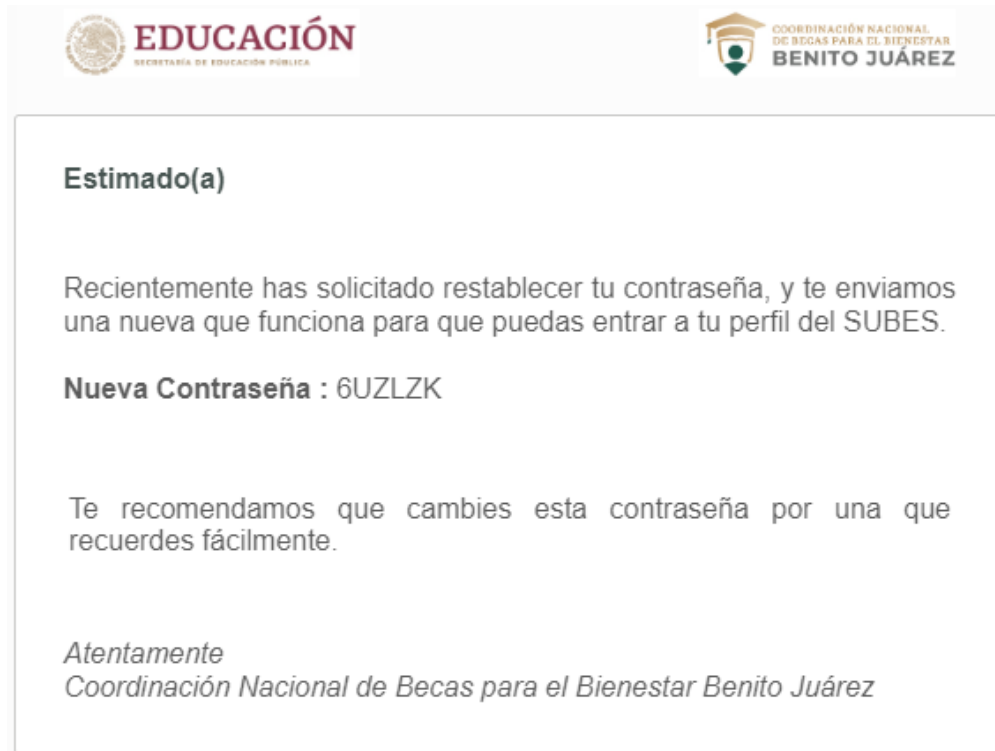 EDUCACIÓN
SECRETARÍA DE EDUCACIÓN PÚBLICA
COORDINACIÓN NACIONAL
DE BECAS PARA EL BIENESTAR
BENITO JUÁREZ
Estimado(a)
Recientemente has solicitado restablecer tu contraseña, y te enviamos
una nueva que funciona para que puedas entrar a tu perfil del SUBES.
Nueva Contraseña : 6UZLZK
Te recomendamos que cambies esta contraseña por una que
recuerdes fácilmente.
Atentamente
Coordinación Nacional de Becas para el Bienestar Benito Juárez